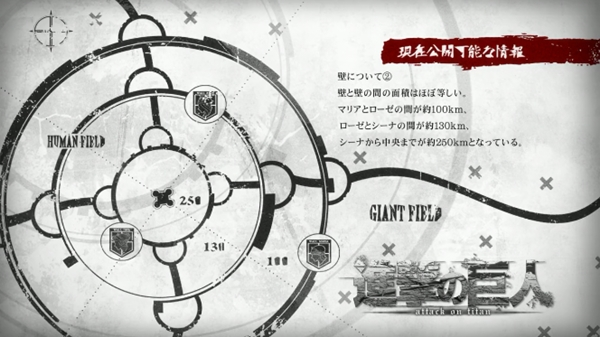 現在公開可能な情報
壁について②
壁と壁の間の面積はほぼ等しい。
マリアとローゼの間が約100km、
ローゼとシーナの間が約130km、
シーナから中央までが約250kmとなっている。
HUMAN FIELD
250
130
100
GIANT FIELD
進撃の巨人
attack on titan